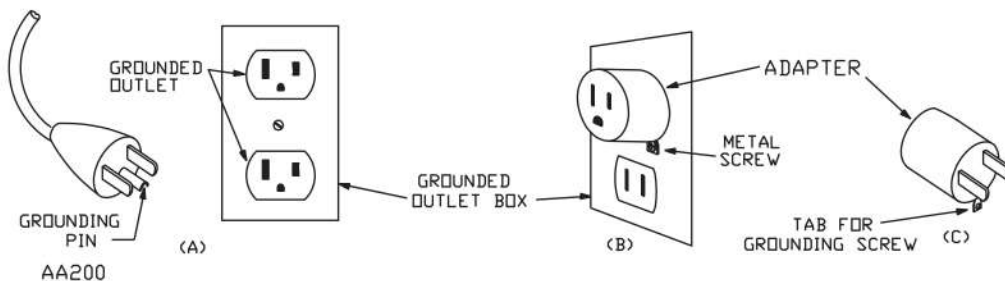 GROUNDED
OUTLET
GROUNDING
PIN
(A)
AA200
GROUNDED
OUTLET BOX
ADAPTER
METAL
SCREW
(B)
TAB FOR
GROUNDING SCREW
(C)